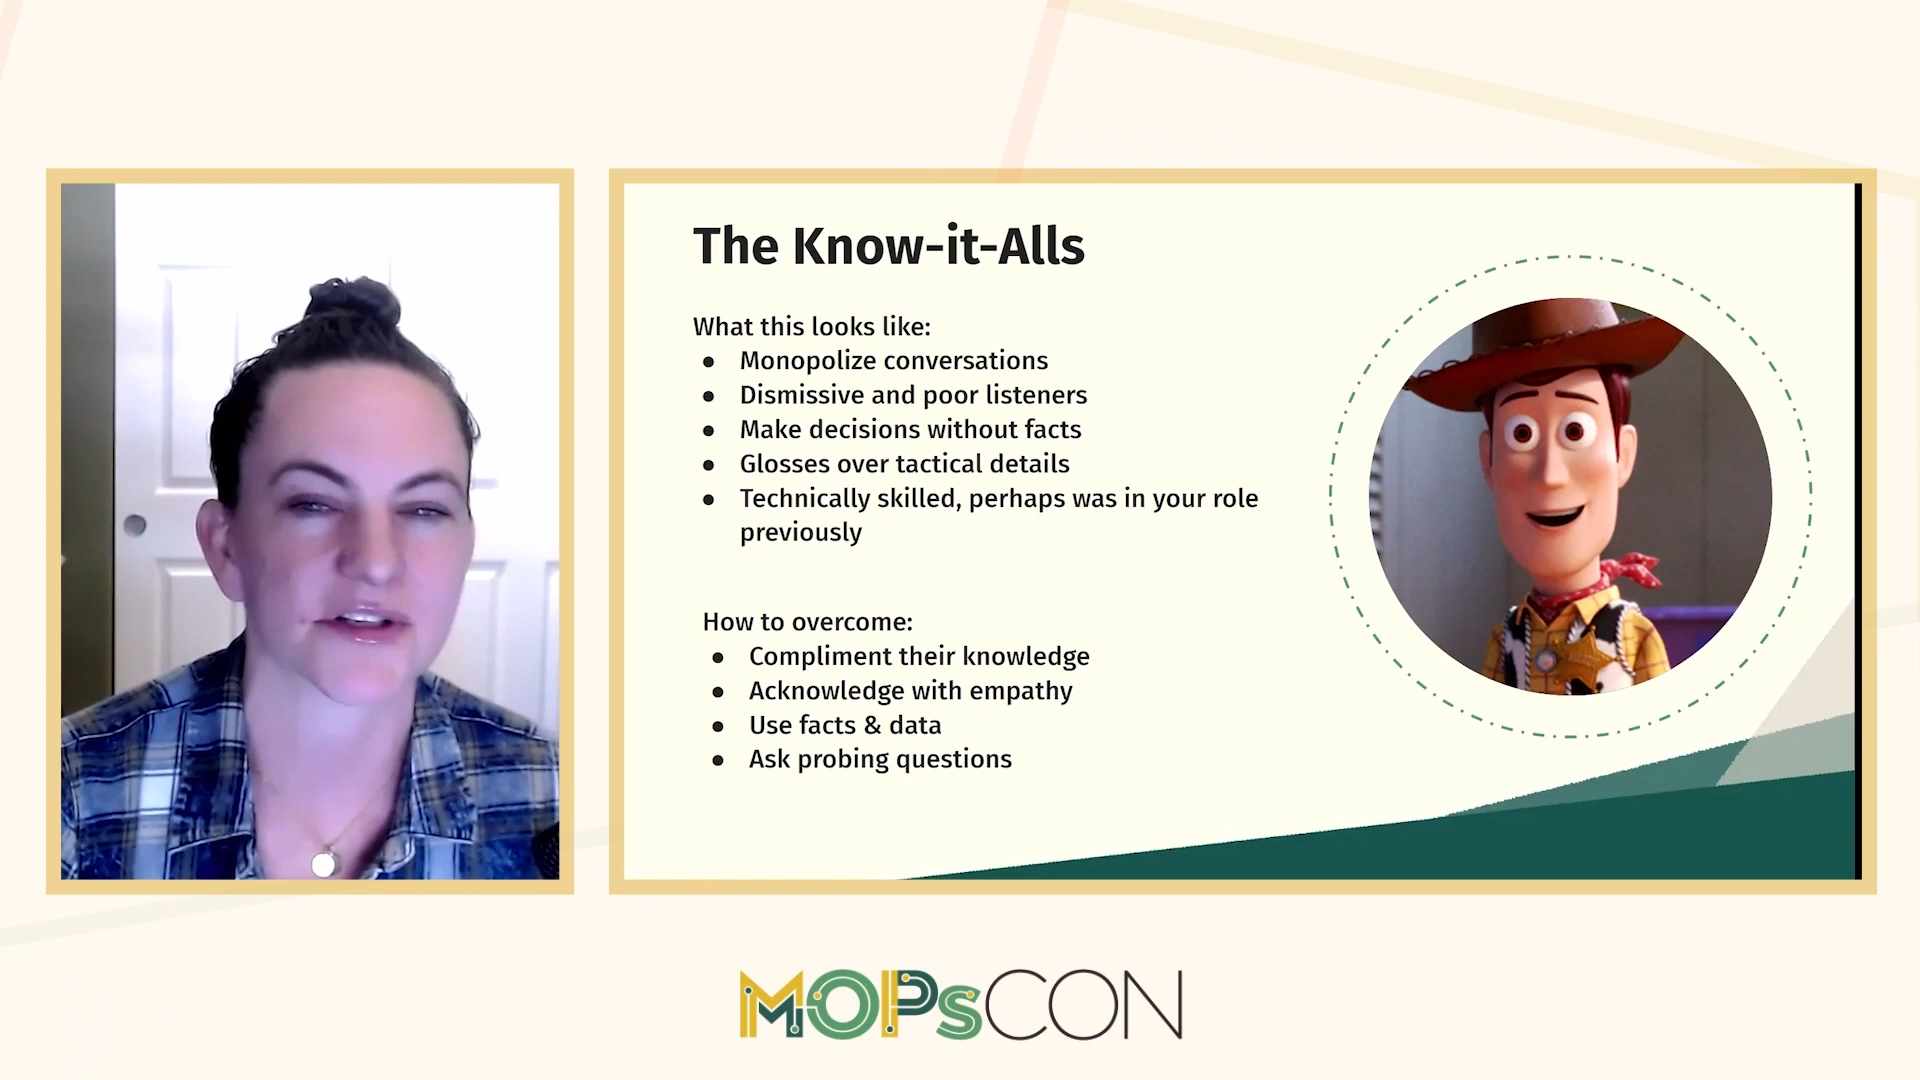 The Know-it-Alls
What this looks like:
● Monopolize conversations
● Dismissive and poor listeners
● Make decisions without facts
● Glosses over tactical details
● Technically skilled, perhaps was in your role
previously
How to overcome:
● Compliment their knowledge
● Acknowledge with empathy
● Use facts & data
● Ask probing questions
MOPsCON